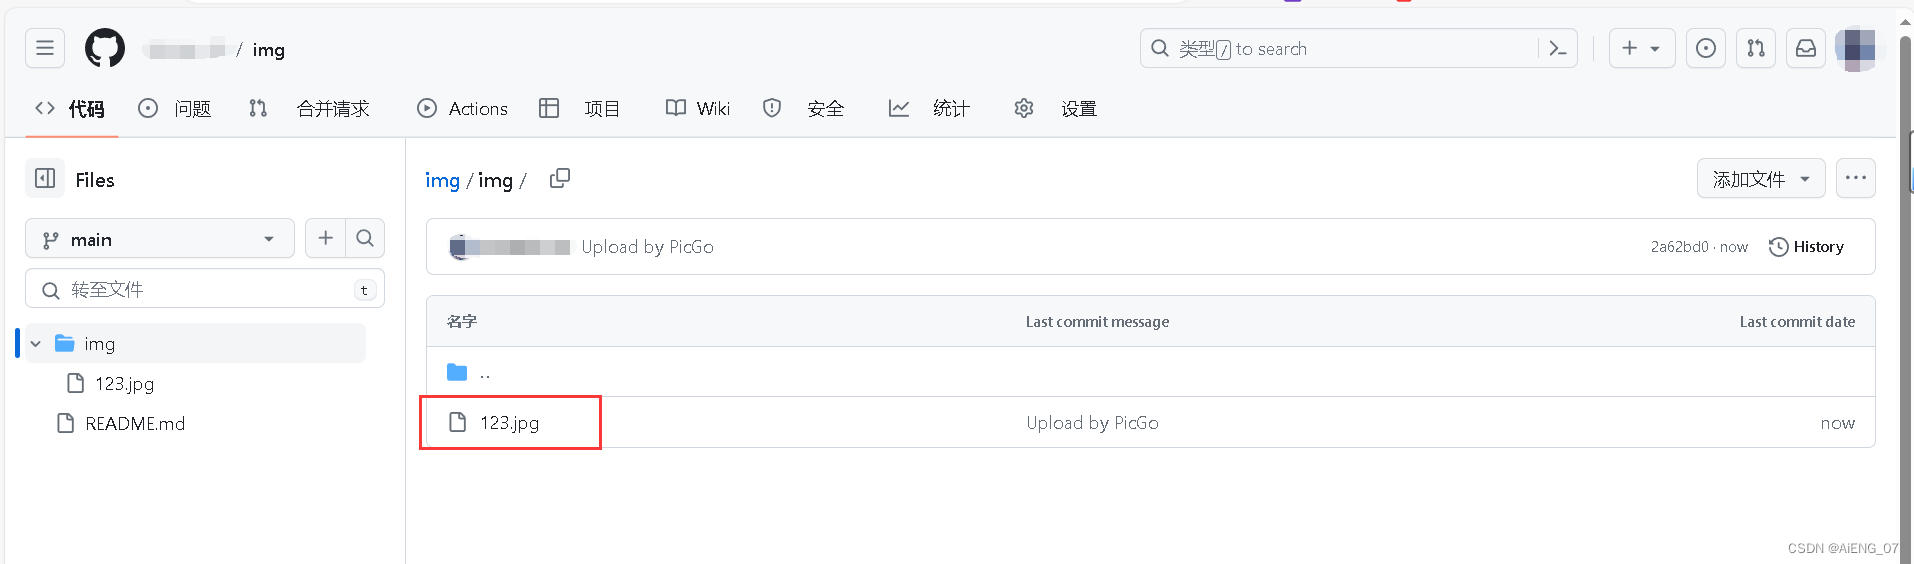 / img
类型 / to search
代码 问题 合并请求 Actions 项目 Wiki 安全 统计 设置
Files
img / img /
添加文件
main
Upload by PicGo
2a62bd0 · now
History
转至文件
t
名字
Last commit message
Last commit date
img
..
123.jpg
123.jpg
Upload by PicGo
now
README.md
CSDN @AiENG_07